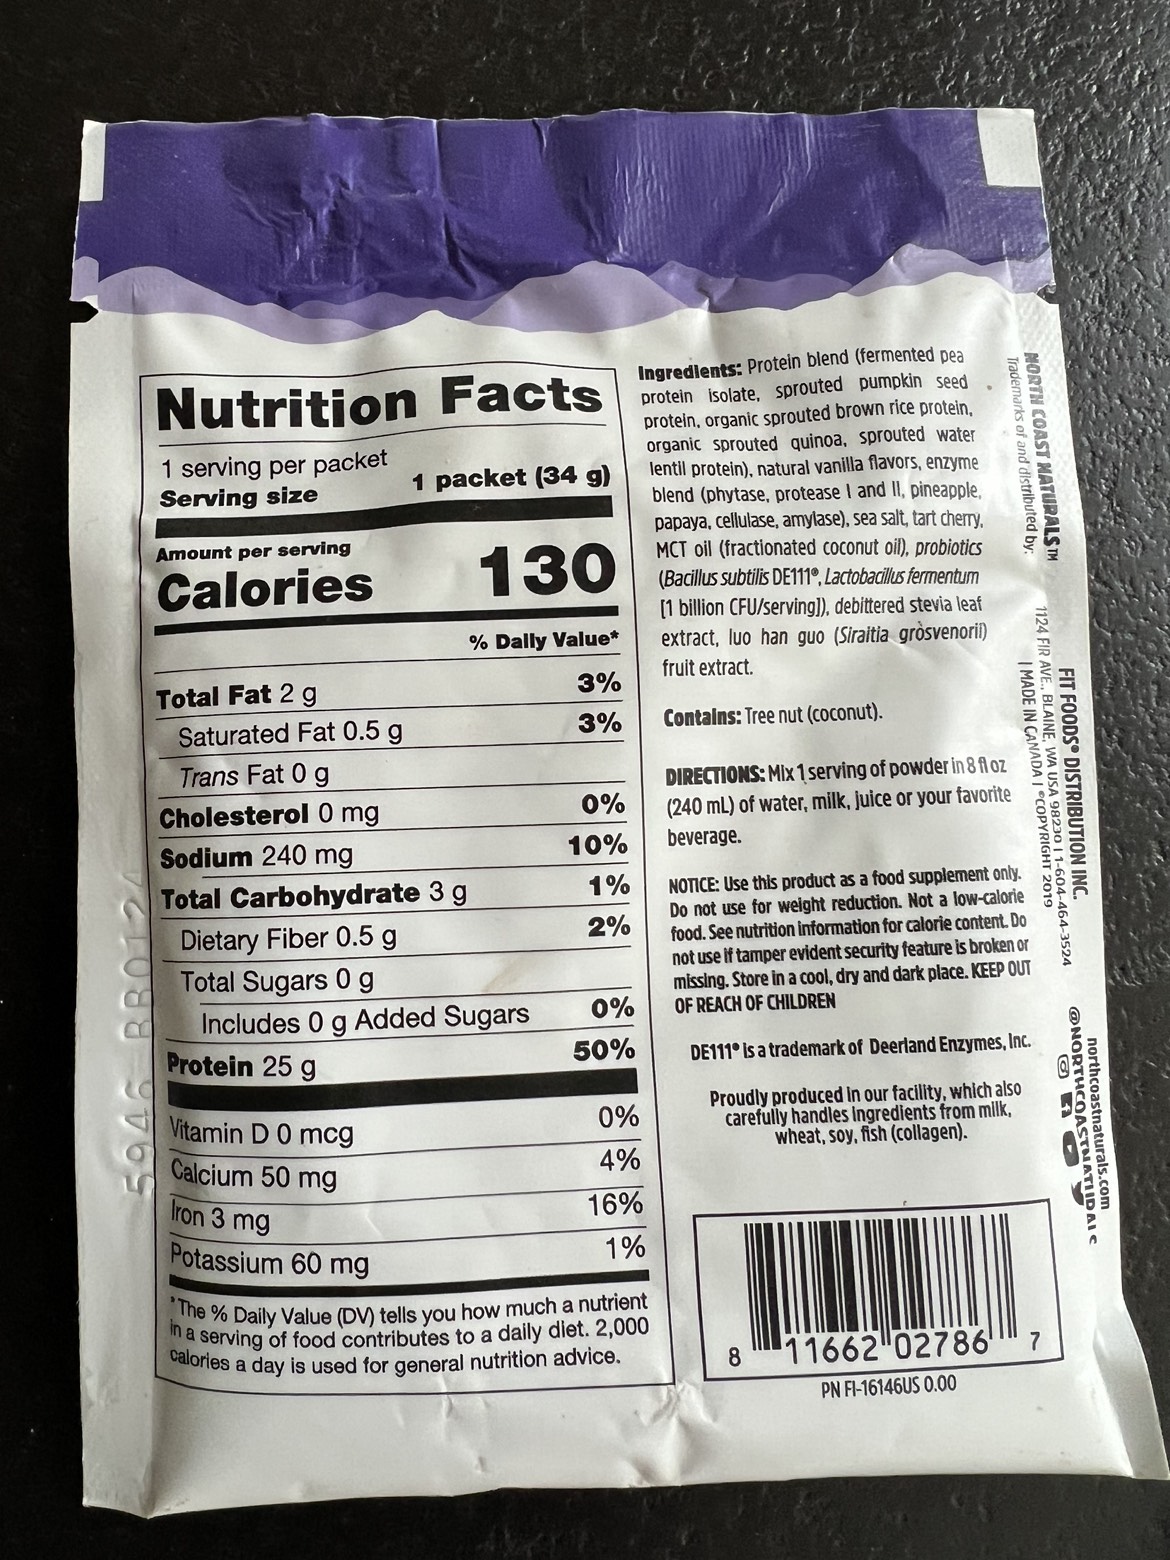 Nutrition Facts
1 serving per packet
Serving size 1 packet (34 g)
Amount per serving
Calories 130
% Daily Value*
Total Fat 2 g 3%
Saturated Fat 0.5 g 3%
Trans Fat 0 g
Cholesterol 0 mg 0%
Sodium 240 mg 10%
Total Carbohydrate 3 g 1%
Dietary Fiber 0.5 g 2%
Total Sugars 0 g
Includes 0 g Added Sugars 0%
Protein 25 g 50%
Vitamin D 0 mcg 0%
Calcium 50 mg 4%
Iron 3 mg 16%
Potassium 60 mg 1%
*The % Daily Value (DV) tells you how much a nutrient
in a serving of food contributes to a daily diet. 2,000
calories a day is used for general nutrition advice.
Ingredients: Protein blend (fermented pea
protein isolate, sprouted pumpkin seed
protein, organic sprouted brown rice protein,
organic sprouted quinoa, sprouted water
lentil protein), natural vanilla flavors, enzyme
blend (phytase, protease I and II, pineapple,
papaya, cellulase, amylase), sea salt, tart cherry,
MCT oil (fractionated coconut oil), probiotics
(Bacillus subtilis DE111®, Lactobacillus fermentum
[1 billion CFU/serving]), debittered stevia leaf
extract, luo han guo (Siraitia grosvenorii)
fruit extract.
Contains: Tree nut (coconut).
DIRECTIONS: Mix 1 serving of powder in 8 fl oz
(240 mL) of water, milk, juice or your favorite
beverage.
NOTICE: Use this product as a food supplement only.
Do not use for weight reduction. Not a low-calorie
food. See nutrition information for calorie content. Do
not use if tamper evident security feature is broken or
missing. Store in a cool, dry and dark place. KEEP OUT
OF REACH OF CHILDREN
DE111® is a trademark of Deerland Enzymes, Inc.
Proudly produced in our facility, which also
carefully handles ingredients from milk,
wheat, soy, fish (collagen).
8 11662 02786 7
PN FI-16146US 0.00
NORTH COAST NATURALS™
Trademarks of and distributed by:
FIT FOODS® DISTRIBUTION INC.
1124 FIR AVE., BLAINE, WA USA 98230 | 1-604-464-3524
| MADE IN CANADA | ©COPYRIGHT 2019
northcoastnaturals.com
5946 BB0124